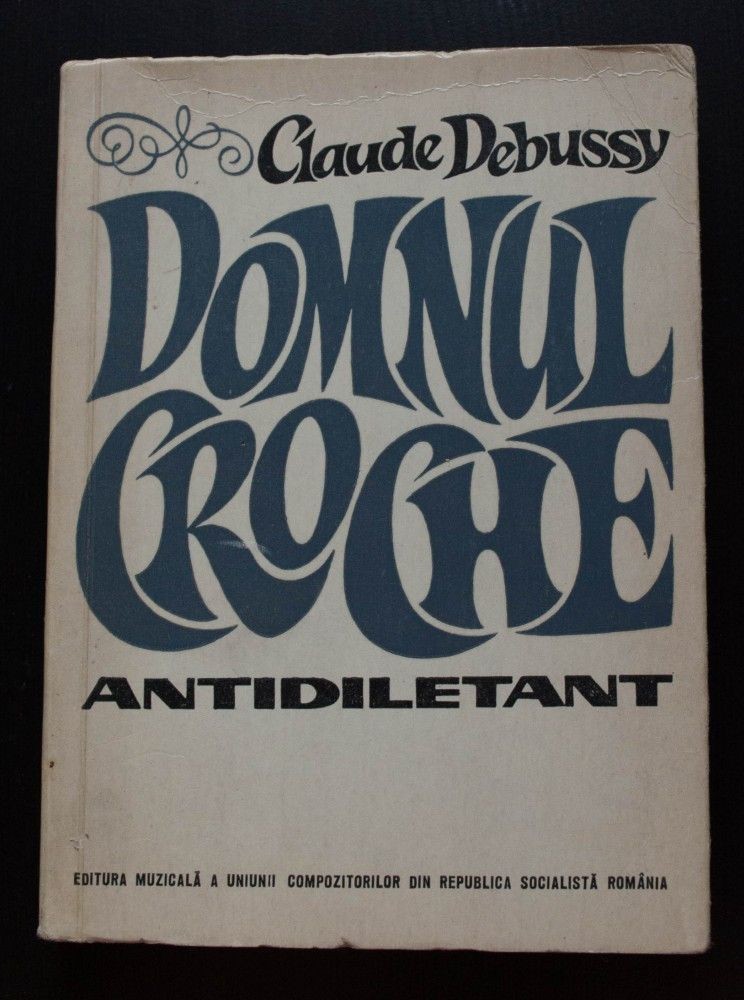 Claude Debussy
DOMNUL
CROCHE
ANTIDILETANT
EDITURA MUZICALĂ A UNIUNII COMPOZITORILOR DIN REPUBLICA SOCIALISTĂ ROMÂNIA